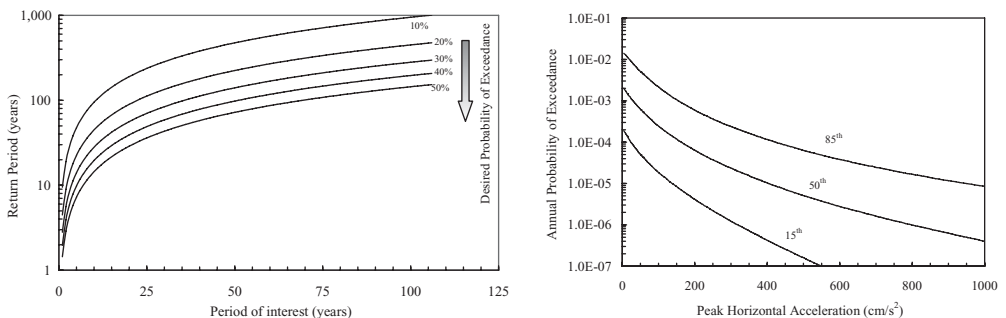 1,000
100
10
1
0
25
50
75
100
125
Return Period (years)
Period of interest (years)
10%
20%
30%
40%
50%
Desired Probability of Exceedance
1.0E-01
1.0E-02
1.0E-03
1.0E-04
1.0E-05
1.0E-06
1.0E-07
0
200
400
600
800
1000
Annual Probability of Exceedance
Peak Horizontal Acceleration (cm/s²)
85th
50th
15th